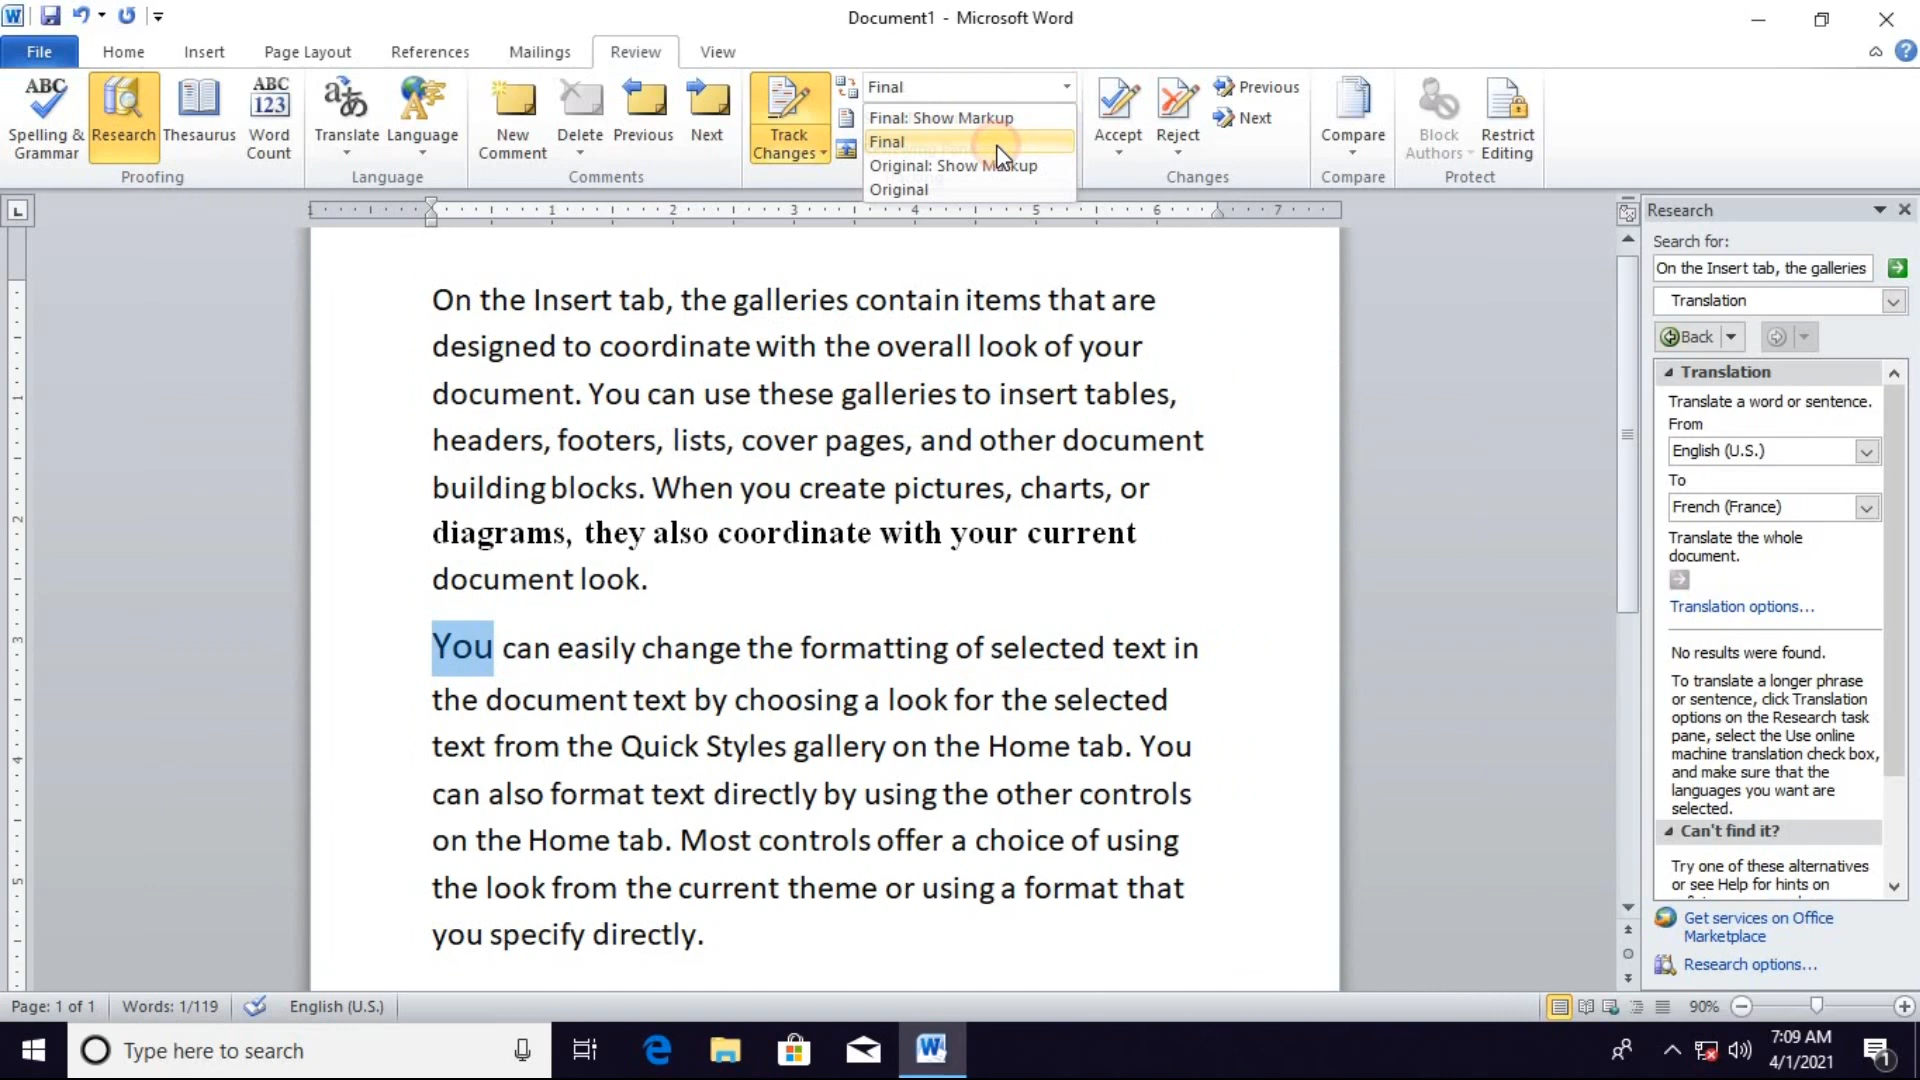 Document1 - Microsoft Word
File Home Insert Page Layout References Mailings Review View
ABC
Spelling & Grammar
Research
Thesaurus
ABC 123
Word Count
Proofing
Translate
Language
Language
New Comment
Delete
Previous
Next
Comments
Track Changes
Final
Final: Show Markup
Final
Original: Show Markup
Original
Accept
Reject
Previous
Next
Changes
Compare
Compare
Block Authors
Restrict Editing
Protect
1 1 2 3 4 5 6 7
On the Insert tab, the galleries contain items that are
designed to coordinate with the overall look of your
document. You can use these galleries to insert tables,
headers, footers, lists, cover pages, and other document
building blocks. When you create pictures, charts, or
diagrams, they also coordinate with your current
document look.
You can easily change the formatting of selected text in
the document text by choosing a look for the selected
text from the Quick Styles gallery on the Home tab. You
can also format text directly by using the other controls
on the Home tab. Most controls offer a choice of using
the look from the current theme or using a format that
you specify directly.
1
2
3
4
5
Research
Search for:
On the Insert tab, the galleries
Translation
Back
Translation
Translate a word or sentence.
From
English (U.S.)
To
French (France)
Translate the whole
document.
Translation options...
No results were found.
To translate a longer phrase
or sentence, click Translation
options on the Research task
pane, select the Use online
machine translation check box,
and make sure that the
languages you want are
selected.
Can't find it?
Try one of these alternatives
or see Help for hints on
Get services on Office
Marketplace
Research options...
Page: 1 of 1 Words: 1/119 English (U.S.) 90%
Type here to search
7:09 AM
4/1/2021
1